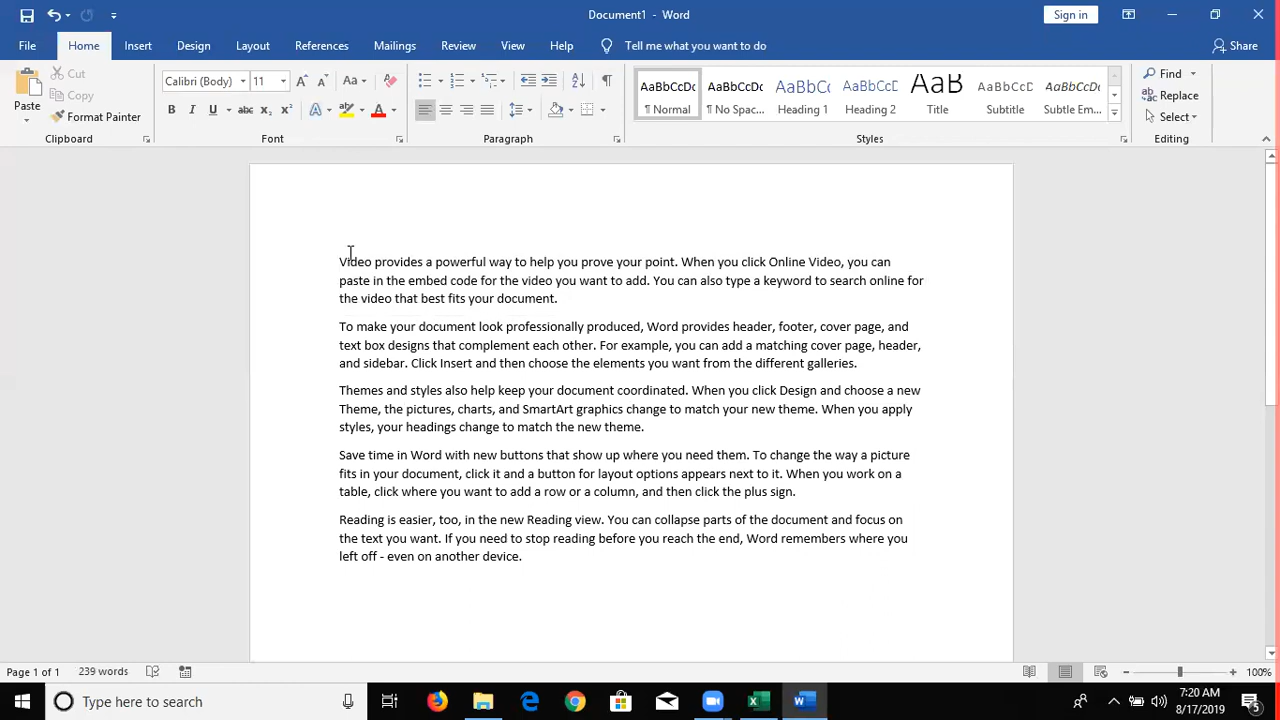 Document1 - Word
Sign in
File Home Insert Design Layout References Mailings Review View Help Tell me what you want to do Share
Cut
Copy
Paste
Format Painter
Clipboard
Calibri (Body) 11
Font
Paragraph
AaBbCcDc AaBbCcDc AaBbCc AaBbCcC AaB AaBbCcC AaBbCcDc
¶ Normal ¶ No Spac... Heading 1 Heading 2 Title Subtitle Subtle Em...
Styles
Find
Replace
Select
Editing
Video provides a powerful way to help you prove your point. When you click Online Video, you can
paste in the embed code for the video you want to add. You can also type a keyword to search online for
the video that best fits your document.
To make your document look professionally produced, Word provides header, footer, cover page, and
text box designs that complement each other. For example, you can add a matching cover page, header,
and sidebar. Click Insert and then choose the elements you want from the different galleries.
Themes and styles also help keep your document coordinated. When you click Design and choose a new
Theme, the pictures, charts, and SmartArt graphics change to match your new theme. When you apply
styles, your headings change to match the new theme.
Save time in Word with new buttons that show up where you need them. To change the way a picture
fits in your document, click it and a button for layout options appears next to it. When you work on a
table, click where you want to add a row or a column, and then click the plus sign.
Reading is easier, too, in the new Reading view. You can collapse parts of the document and focus on
the text you want. If you need to stop reading before you reach the end, Word remembers where you
left off - even on another device.
Page 1 of 1 239 words 100%
Type here to search
7:20 AM
8/17/2019
5